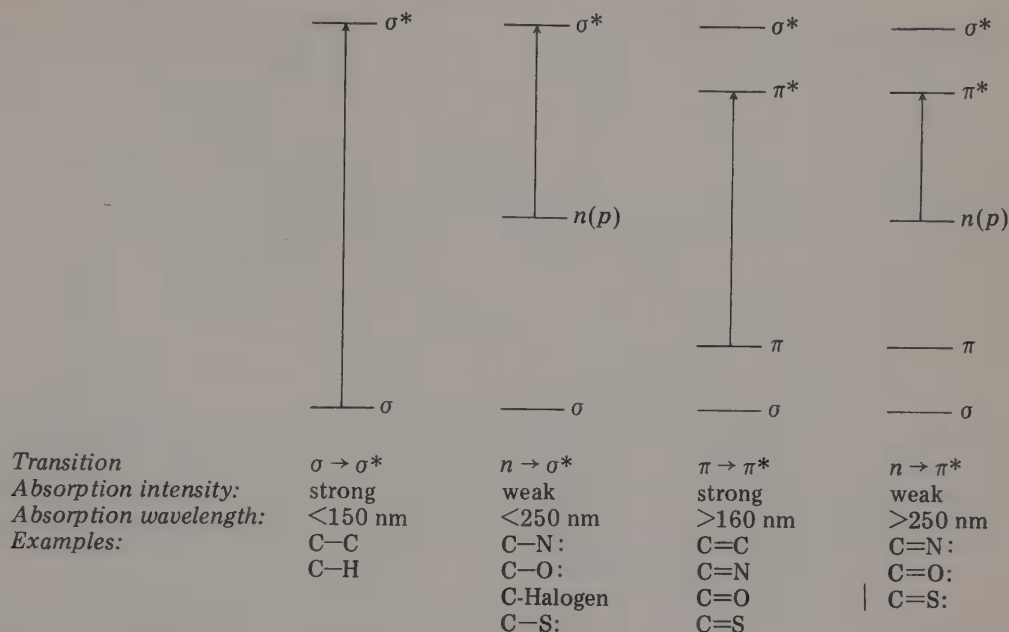 σ* σ* σ* σ*
π* π*
n(p) n(p)
π π
σ σ σ σ
Transition σ → σ* n → σ* π → π* n → π*
Absorption intensity: strong weak strong weak
Absorption wavelength: <150 nm <250 nm >160 nm >250 nm
Examples: C—C C—N: C=C C=N:
C—H C—O: C=N C=O:
C-Halogen C=O C=S:
C—S: C=S